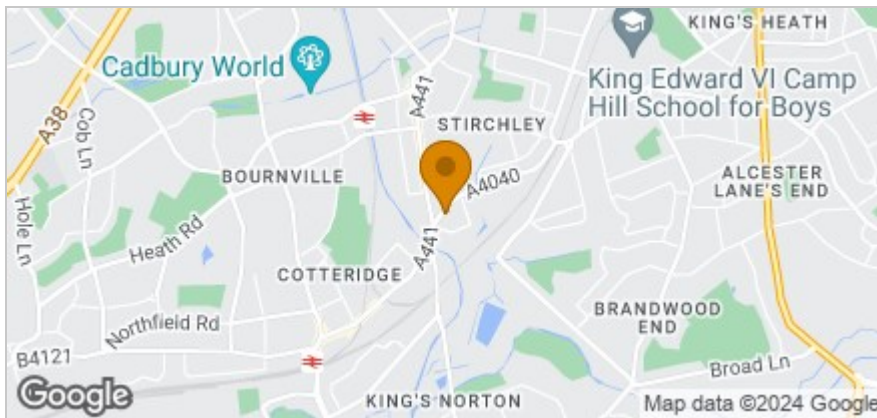 KING'S HEATH
Cadbury World
King Edward VI Camp
Hill School for Boys
A441
A38
Cob Ln
STIRCHLEY
BOURNVILLE
A4040
ALCESTER
LANE'S END
Hole Ln
Heath Rd
A441
COTTERIDGE
BRANDWOOD
END
Northfield Rd
B4121
Broad Ln
KING'S NORTON
Google
Map data ©2024 Google